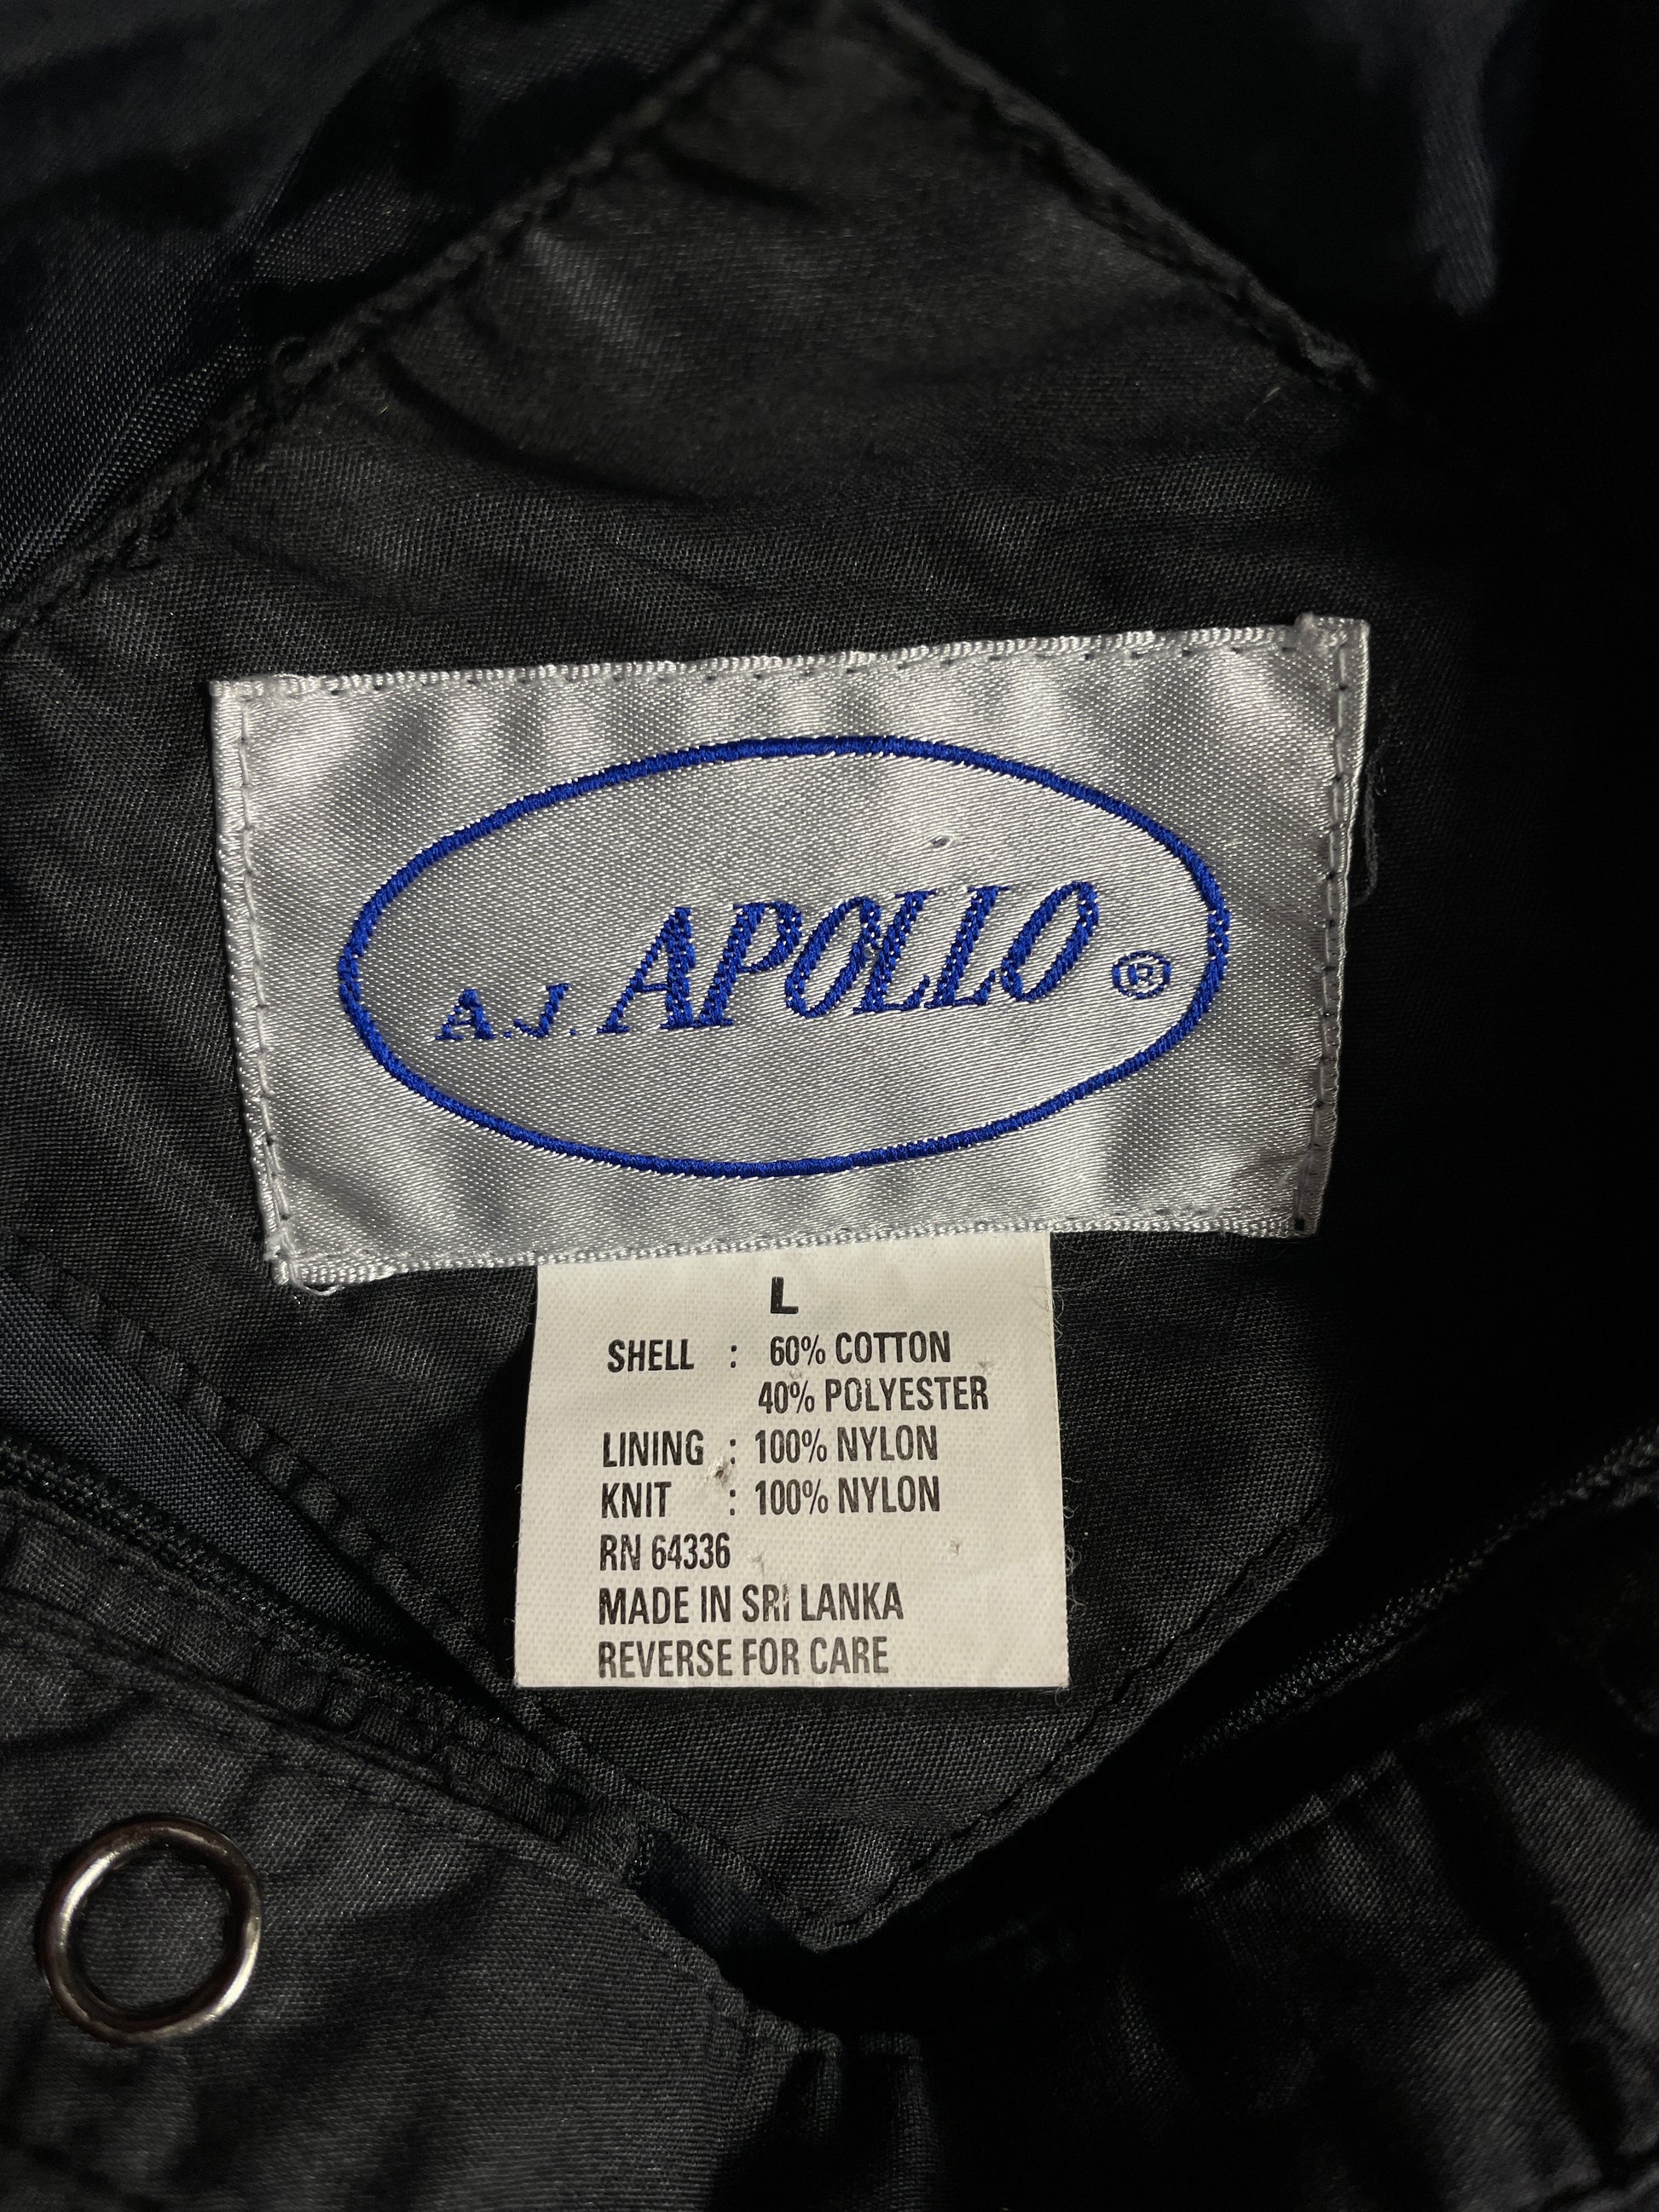 A.J. APOLLO ®
L
SHELL : 60% COTTON
40% POLYESTER
LINING : 100% NYLON
KNIT : 100% NYLON
RN 64336
MADE IN SRI LANKA
REVERSE FOR CARE